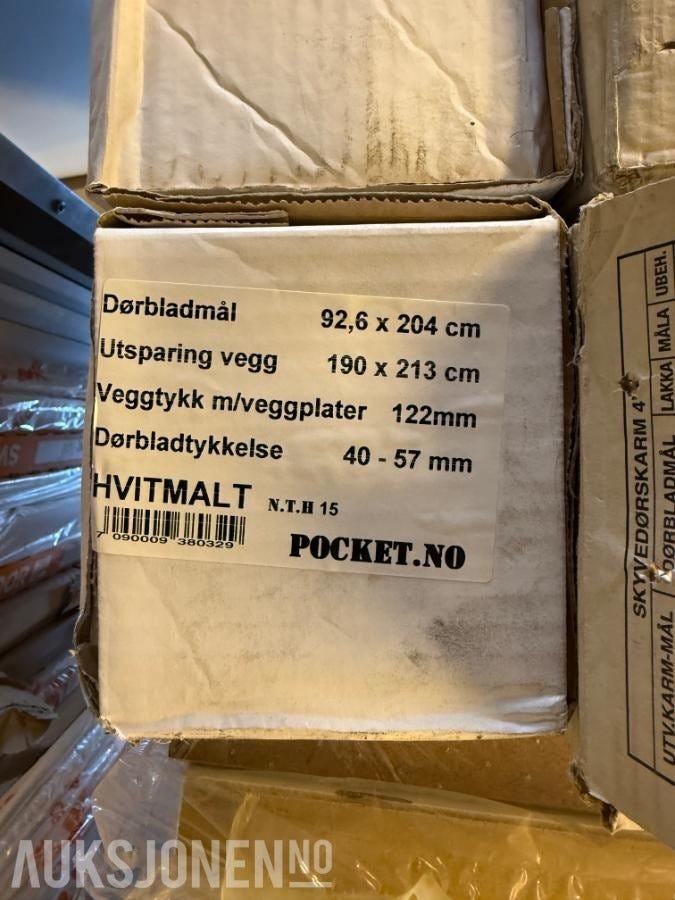 Dørbladmål 92,6 x 204 cm
Utsparing vegg 190 x 213 cm
Veggtykk m/veggplater 122mm
Dørbladtykkelse 40 - 57 mm
HVITMALT N.T.H 15
7 090009 380329
POCKET.NO
SKYVEDØRSKARM 4"
UTV.KARM-MÅL
DØRBLADMÅL
LAKKA
MÅLA
UBEH.
AUKSJONEN NO